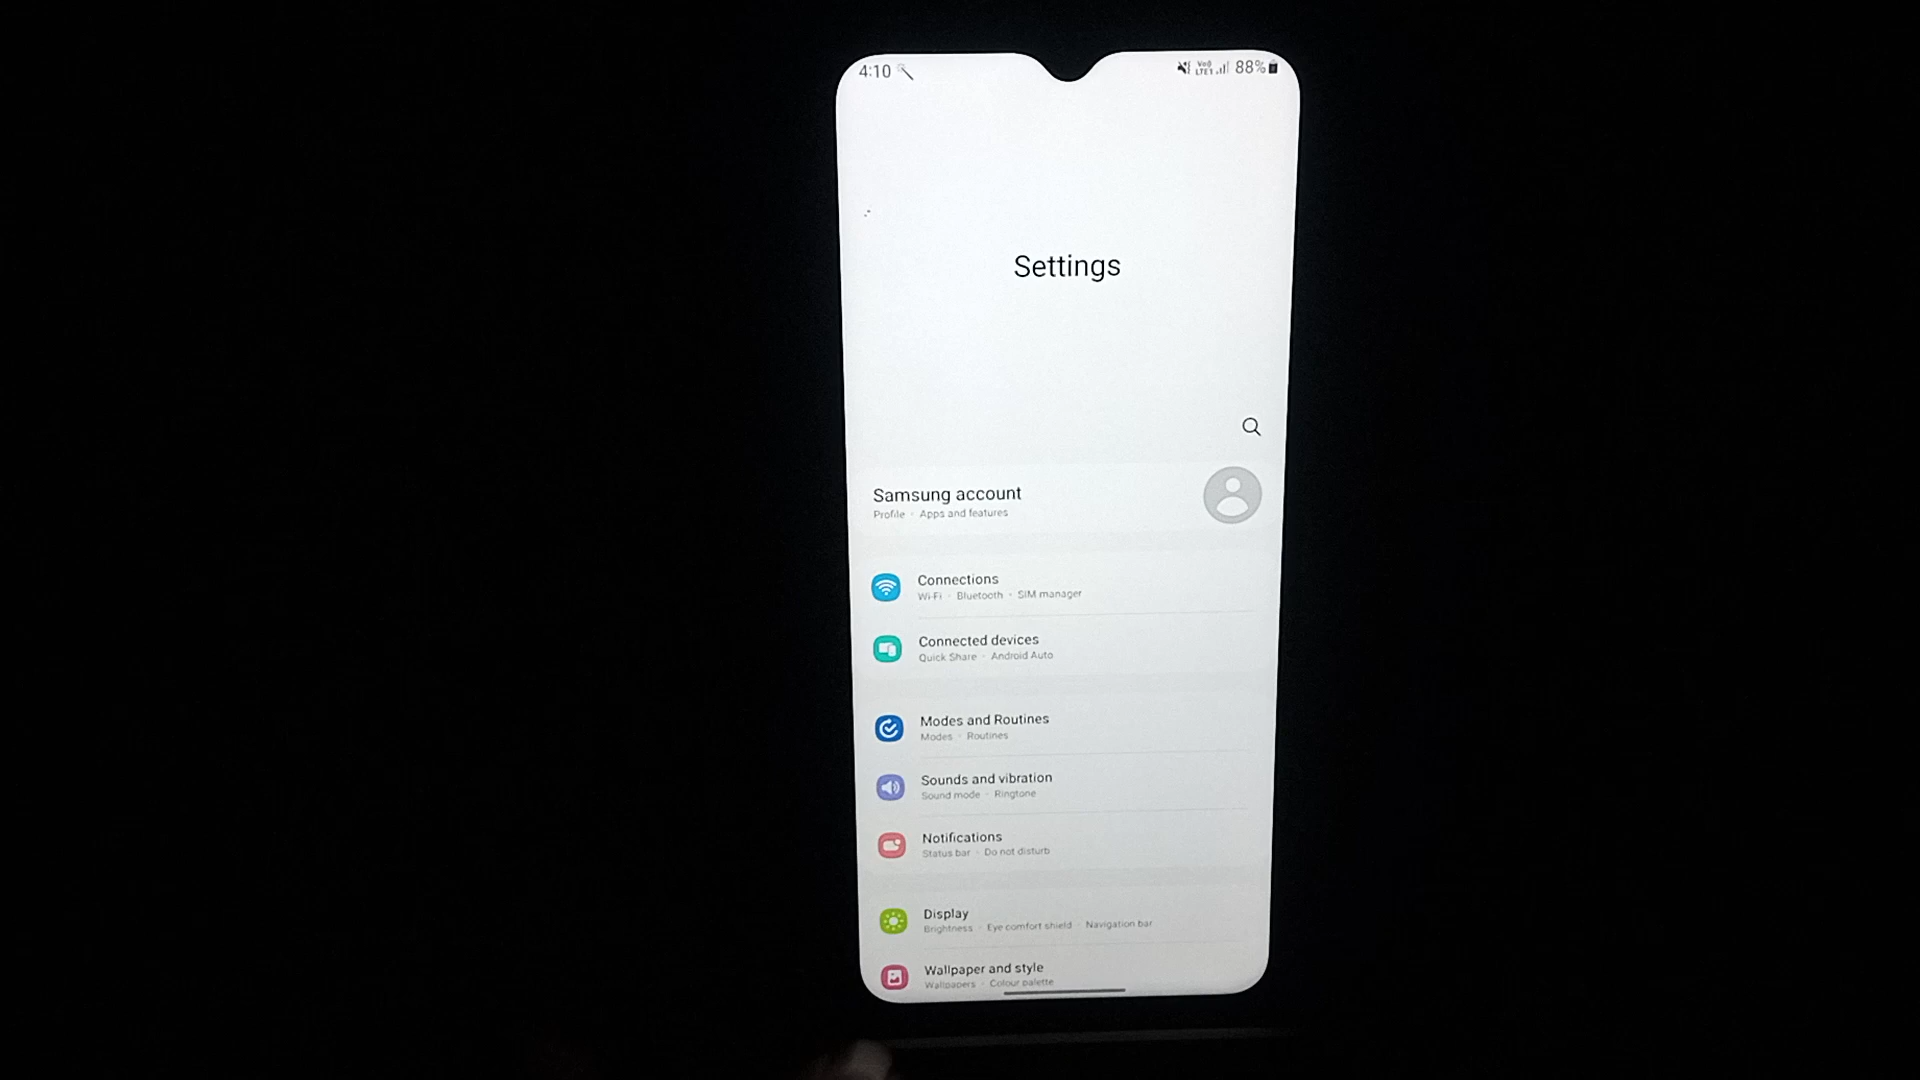 4:10 88%
Vo LTE1
Settings
Samsung account
Profile · Apps and features
Connections
Wi-Fi · Bluetooth · SIM manager
Connected devices
Quick Share · Android Auto
Modes and Routines
Modes · Routines
Sounds and vibration
Sound mode · Ringtone
Notifications
Status bar · Do not disturb
Display
Brightness · Eye comfort shield · Navigation bar
Wallpaper and style
Wallpapers · Colour palette